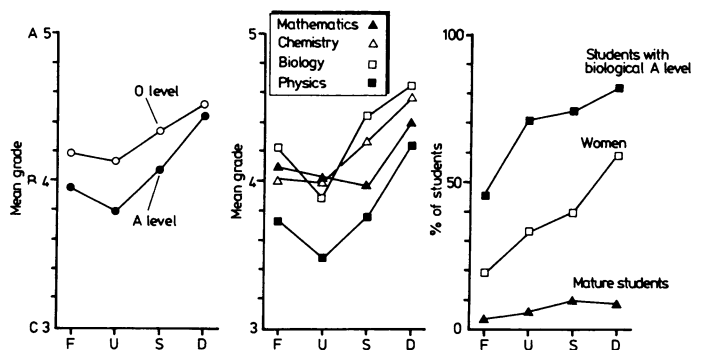 A 5
B 4
C 3
Mean grade
O level
A level
F U S D
5
4
3
Mean grade
Mathematics
Chemistry
Biology
Physics
F U S D
100
50
0
% of students
Students with
biological A level
Women
Mature students
F U S D